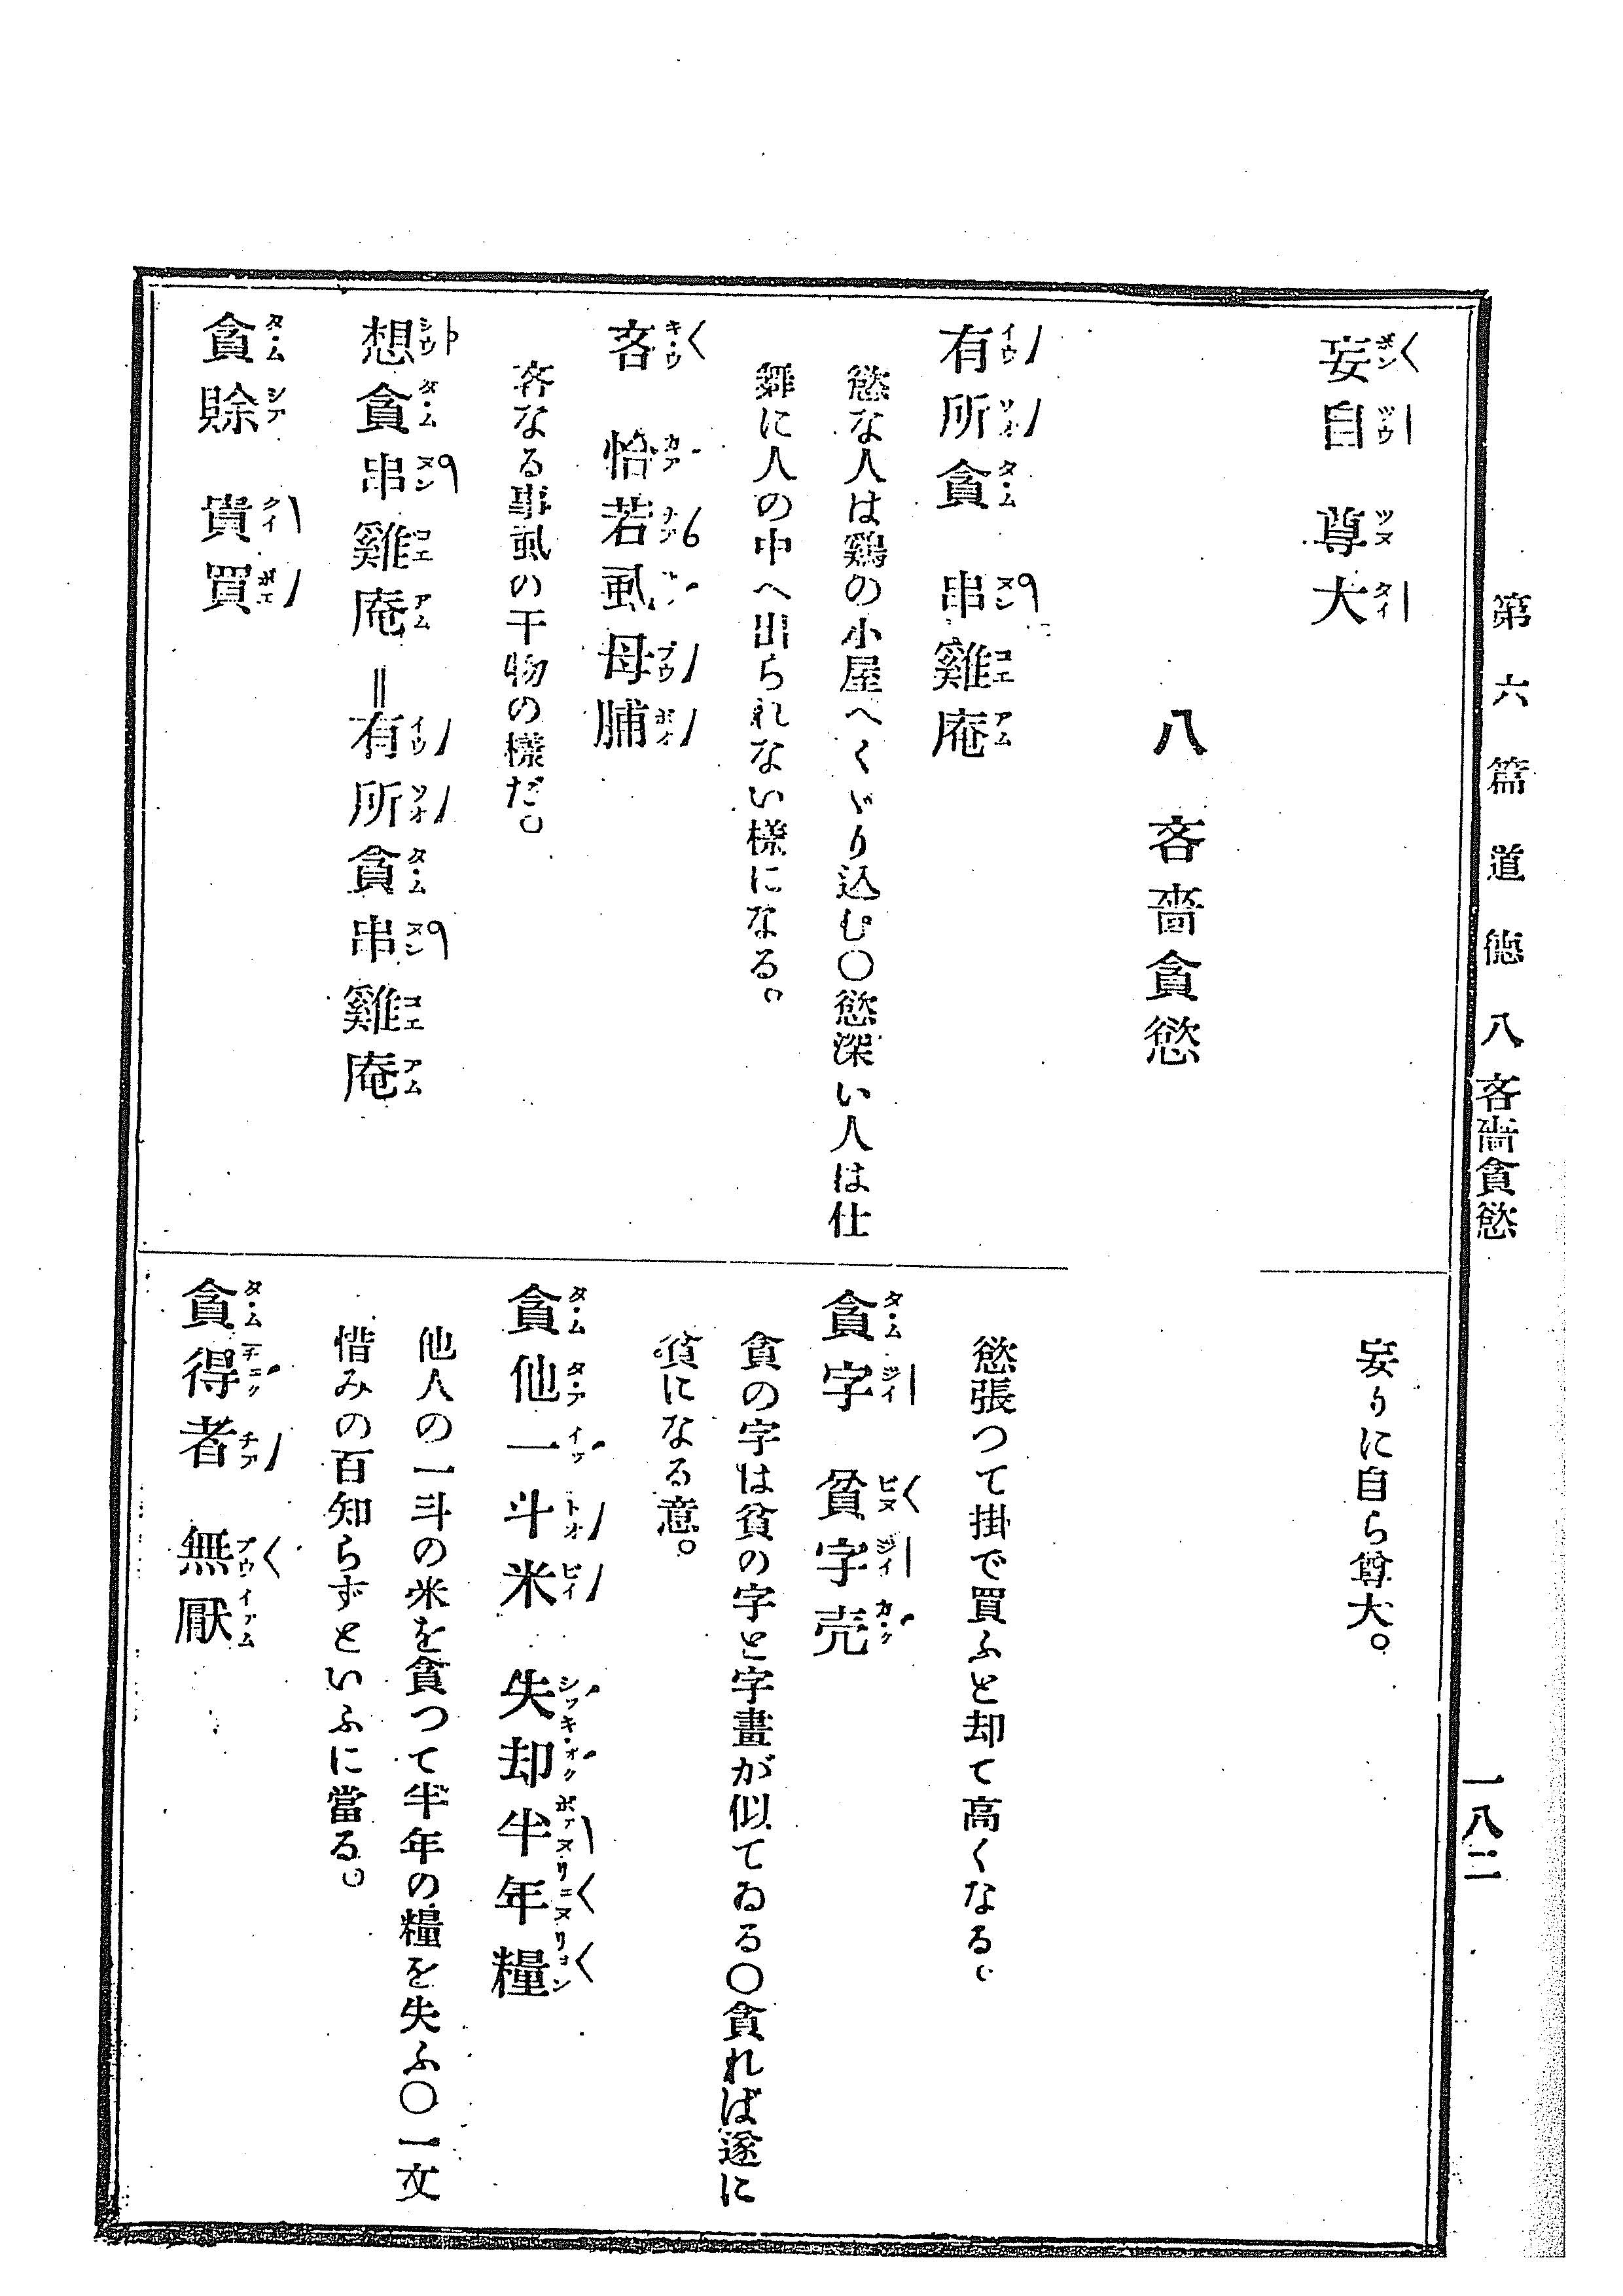 第六篇 道德 八 吝嗇貪慾
一八二
妄自 尊大
妄りに自ら尊大。
八 吝嗇貪慾
有所貪 串雞庵
慾な人は鷄の小屋へくゞり込む〇慾深い人は仕
舞に人の中へ出られない樣になる。
吝 恰若虱母脯
吝なる事虱の干物の樣だ。
想貪串雞庵=有所貪串雞庵
貪賒 貴買
慾張つて掛で買ふと却て高くなる。
貪字 貧字壳
貪の字は貧の字と字畫が似てゐる〇貪れば遂に
貧になる意。
貪他一斗米 失却半年糧
他人の一斗の米を貪つて半年の糧を失ふ〇一文
惜みの百知らずといふに當る。
貪得者 無厭